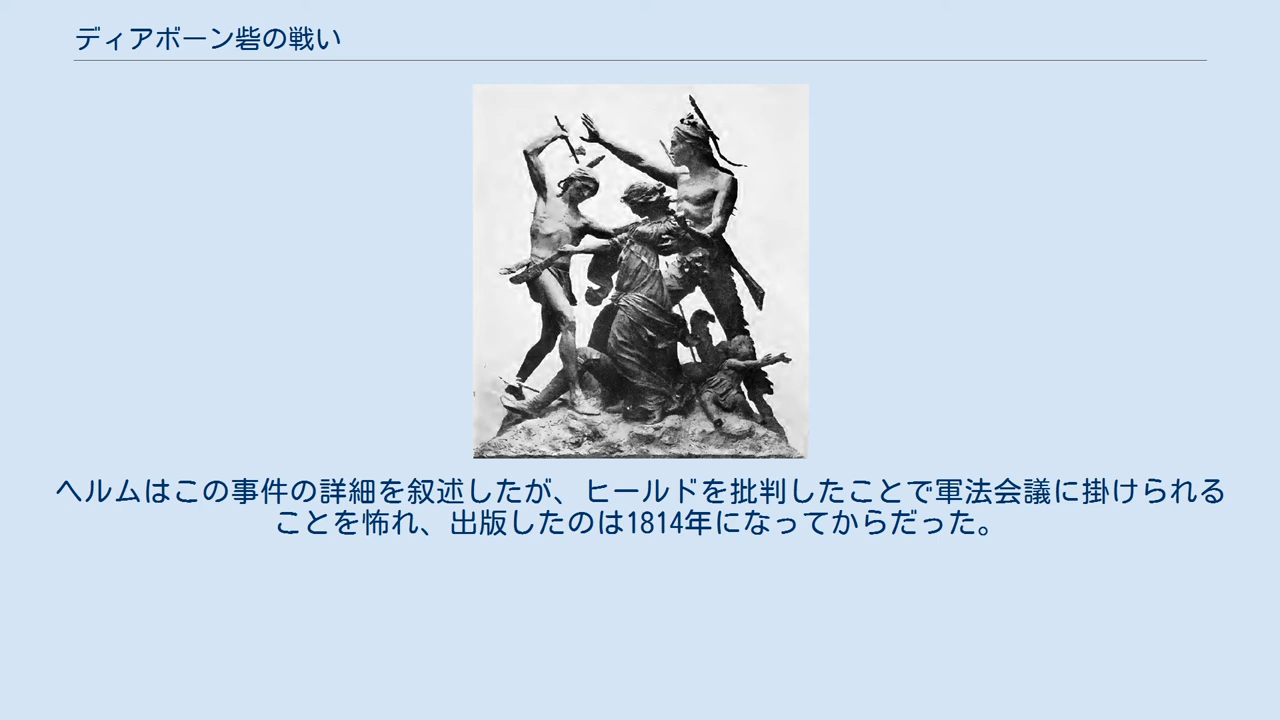 ディアボーン砦の戦い
ヘルムはこの事件の詳細を叙述したが、ヒールドを批判したことで軍法会議に掛けられる
ことを怖れ、出版したのは1814年になってからだった。